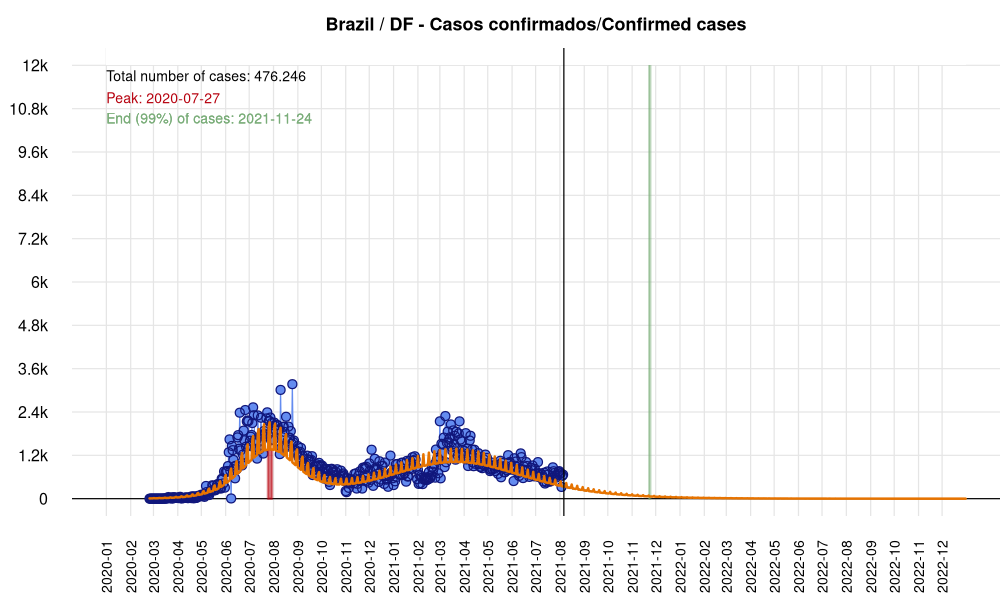 Brazil / DF - Casos confirmados/Confirmed cases
Total number of cases: 476.246
Peak: 2020-07-27
End (99%) of cases: 2021-11-24
12k
10.8k
9.6k
8.4k
7.2k
6k
4.8k
3.6k
2.4k
1.2k
0
2020-01
2020-02
2020-03
2020-04
2020-05
2020-06
2020-07
2020-08
2020-09
2020-10
2020-11
2020-12
2021-01
2021-02
2021-03
2021-04
2021-05
2021-06
2021-07
2021-08
2021-09
2021-10
2021-11
2021-12
2022-01
2022-02
2022-03
2022-04
2022-05
2022-06
2022-07
2022-08
2022-09
2022-10
2022-11
2022-12